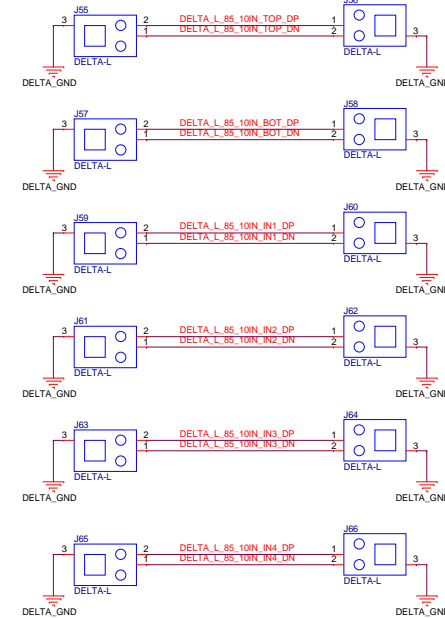 J55
3
2 DELTA_L_85_10IN_TOP_DP 1
1 DELTA_L_85_10IN_TOP_DN 2
3
DELTA-L
DELTA-L
DELTA_GND
DELTA_GND
J57
J58
3
2 DELTA_L_85_10IN_BOT_DP 1
1 DELTA_L_85_10IN_BOT_DN 2
3
DELTA-L
DELTA-L
DELTA_GND
DELTA_GND
J59
J60
3
2 DELTA_L_85_10IN_IN1_DP 1
1 DELTA_L_85_10IN_IN1_DN 2
3
DELTA-L
DELTA-L
DELTA_GND
DELTA_GND
J61
J62
3
2 DELTA_L_85_10IN_IN2_DP 1
1 DELTA_L_85_10IN_IN2_DN 2
3
DELTA-L
DELTA-L
DELTA_GND
DELTA_GND
J63
J64
3
2 DELTA_L_85_10IN_IN3_DP 1
1 DELTA_L_85_10IN_IN3_DN 2
3
DELTA-L
DELTA-L
DELTA_GND
DELTA_GND
J65
J66
3
2 DELTA_L_85_10IN_IN4_DP 1
1 DELTA_L_85_10IN_IN4_DN 2
3
DELTA-L
DELTA-L
DELTA_GND
DELTA_GND